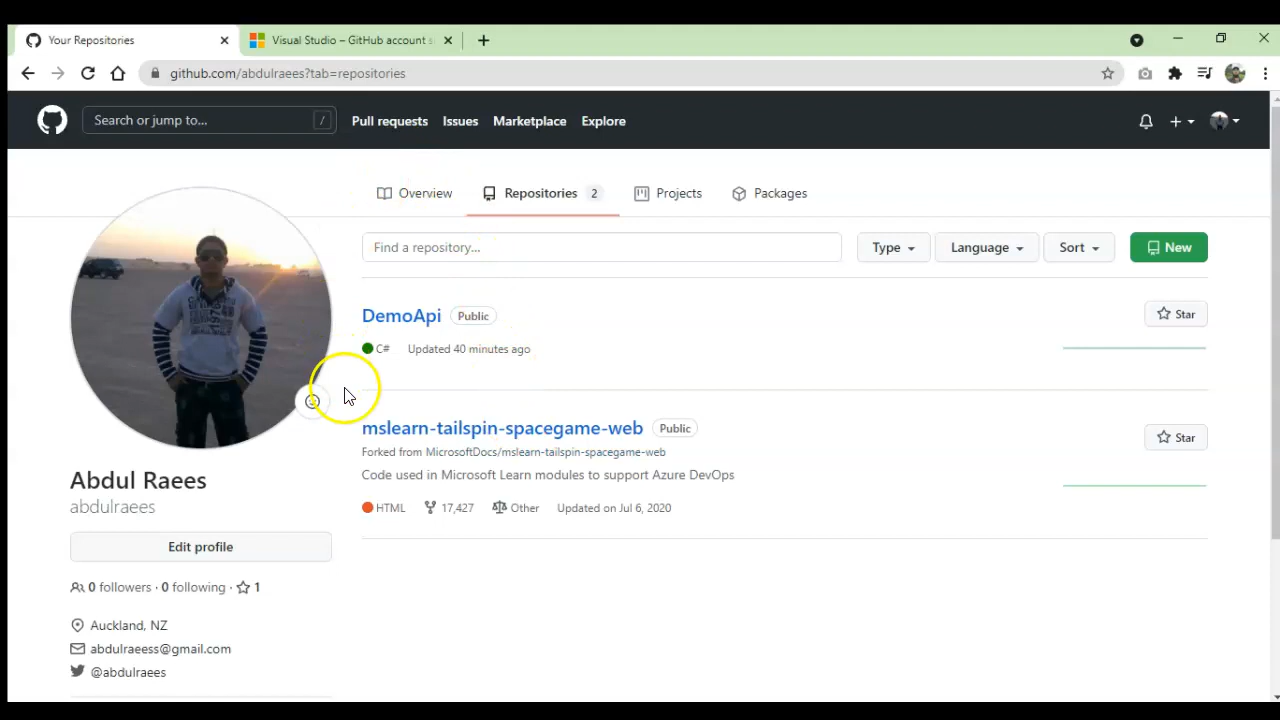 Your Repositories
Visual Studio – GitHub account s
github.com/abdulraees?tab=repositories
Search or jump to... /
Pull requests Issues Marketplace Explore
Overview Repositories 2 Projects Packages
Find a repository... Type Language Sort New
DemoApi Public Star
C# Updated 40 minutes ago
mslearn-tailspin-spacegame-web Public Star
Forked from MicrosoftDocs/mslearn-tailspin-spacegame-web
Code used in Microsoft Learn modules to support Azure DevOps
HTML 17,427 Other Updated on Jul 6, 2020
Abdul Raees
abdulraees
Edit profile
0 followers · 0 following · 1
Auckland, NZ
abdulraeess@gmail.com
@abdulraees